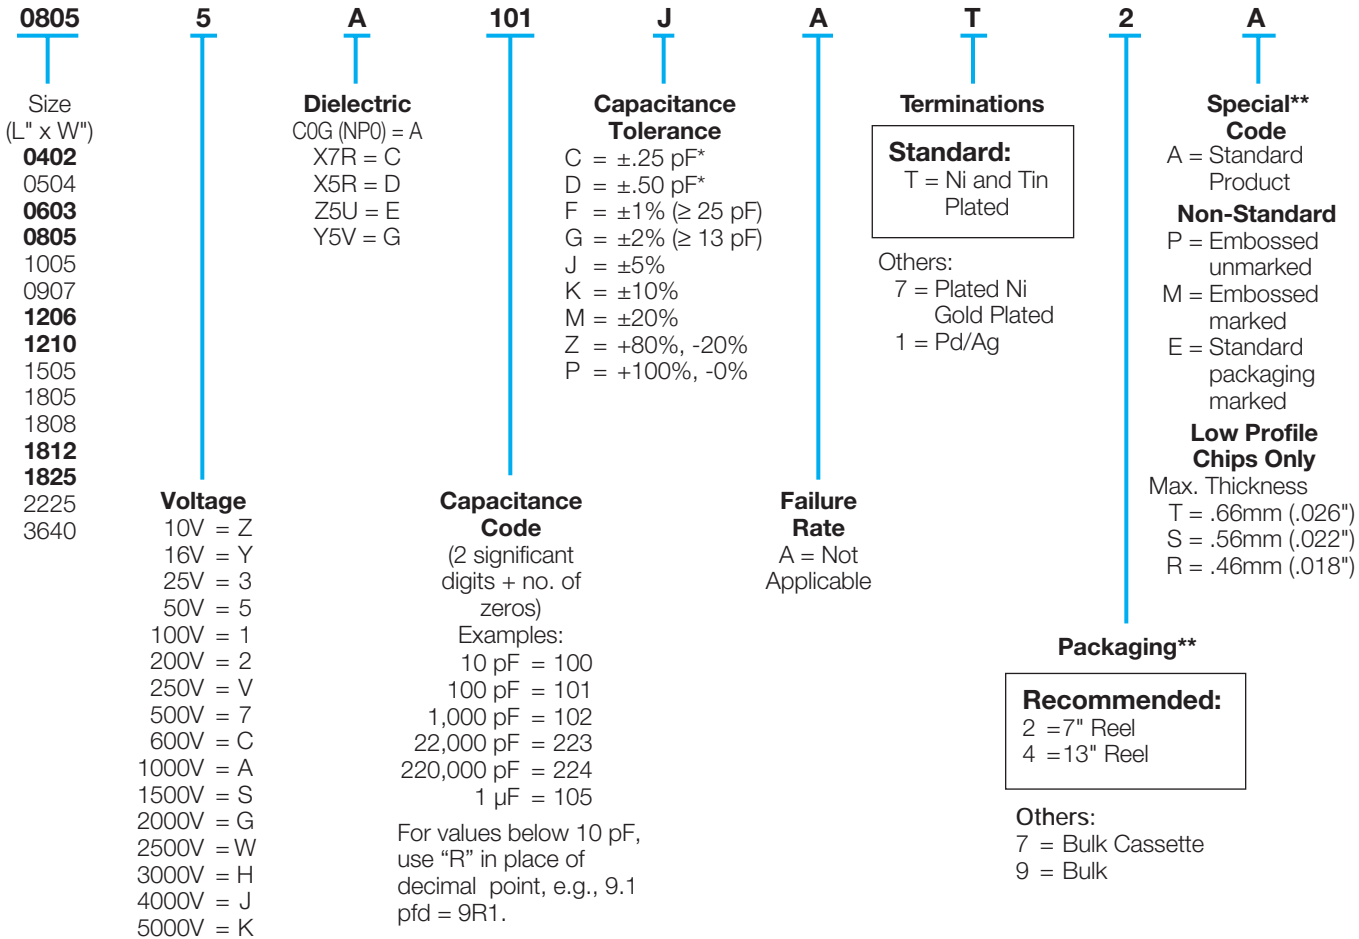 0805 5 A 101 J A T 2 A
Size
(L" x W")
0402
0504
0603
0805
1005
0907
1206
1210
1505
1805
1808
1812
1825
2225
3640
Voltage
10V = Z
16V = Y
25V = 3
50V = 5
100V = 1
200V = 2
250V = V
500V = 7
600V = C
1000V = A
1500V = S
2000V = G
2500V = W
3000V = H
4000V = J
5000V = K
Dielectric
C0G (NP0) = A
X7R = C
X5R = D
Z5U = E
Y5V = G
Capacitance
Code
(2 significant
digits + no. of
zeros)
Examples:
10 pF = 100
100 pF = 101
1,000 pF = 102
22,000 pF = 223
220,000 pF = 224
1 µF = 105
For values below 10 pF,
use “R” in place of
decimal point, e.g., 9.1
pfd = 9R1.
Capacitance
Tolerance
C = ±.25 pF*
D = ±.50 pF*
F = ±1% (≥ 25 pF)
G = ±2% (≥ 13 pF)
J = ±5%
K = ±10%
M = ±20%
Z = +80%, -20%
P = +100%, -0%
Failure
Rate
A = Not
Applicable
Terminations
Standard:
T = Ni and Tin
Plated
Others:
7 = Plated Ni
Gold Plated
1 = Pd/Ag
Packaging**
Recommended:
2 =7" Reel
4 =13" Reel
Others:
7 = Bulk Cassette
9 = Bulk
Special**
Code
A = Standard
Product
Non-Standard
P = Embossed
unmarked
M = Embossed
marked
E = Standard
packaging
marked
Low Profile
Chips Only
Max. Thickness
T = .66mm (.026")
S = .56mm (.022")
R = .46mm (.018")